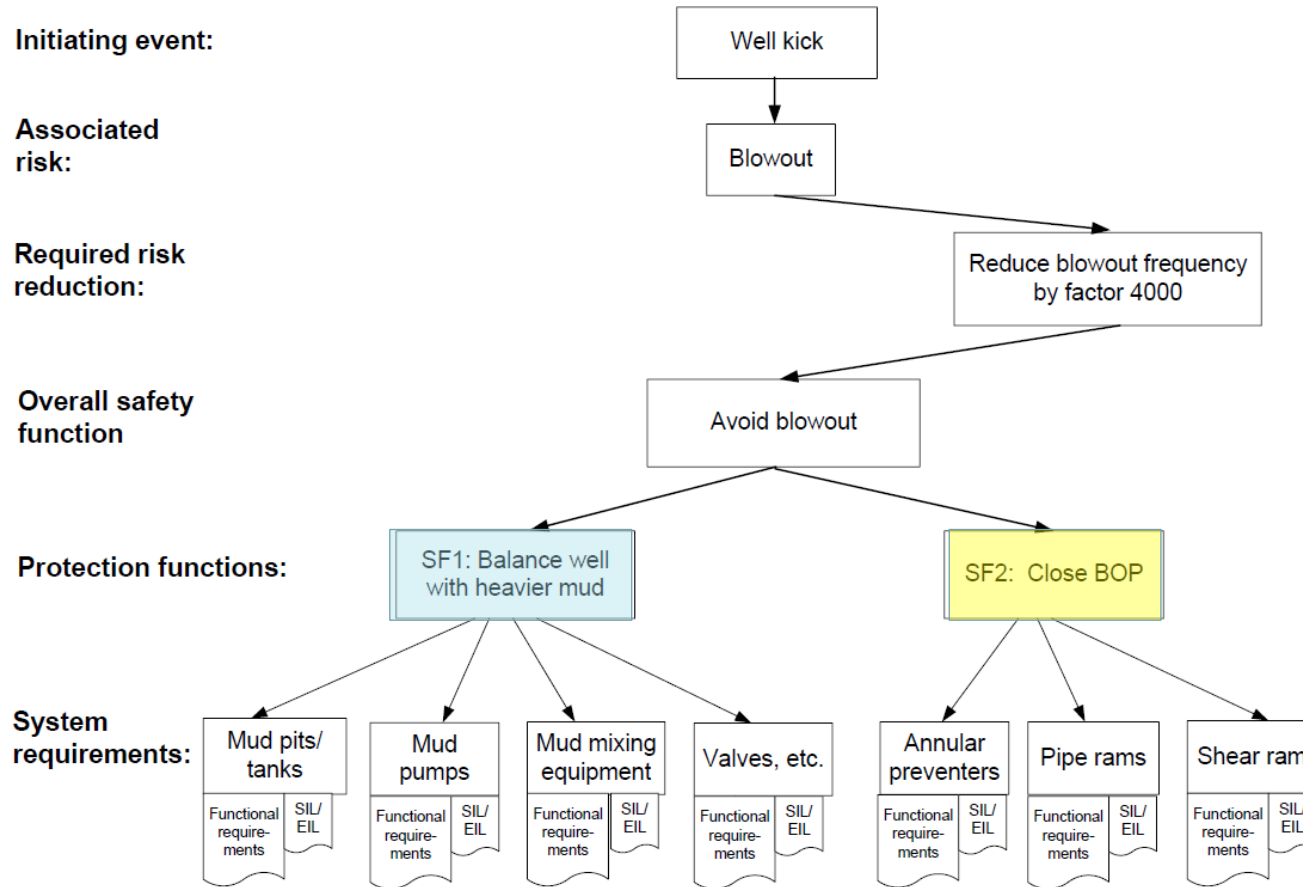 Initiating event:
Well kick
Associated
risk:
Blowout
Required risk
reduction:
Reduce blowout frequency
by factor 4000
Overall safety
function
Avoid blowout
Protection functions:
SF1: Balance well
with heavier mud
SF2: Close BOP
System
requirements:
Mud pits/
tanks
Mud
pumps
Mud mixing
equipment
Valves, etc.
Annular
preventers
Pipe rams
Shear ram
Functional
require-
ments
SIL/
EIL
Functional
require-
ments
SIL/
EIL
Functional
require-
ments
SIL/
EIL
Functional
require-
ments
SIL/
EIL
Functional
require-
ments
SIL/
EIL
Functional
require-
ments
SIL/
EIL
Functional
require-
ments
SIL/
EIL